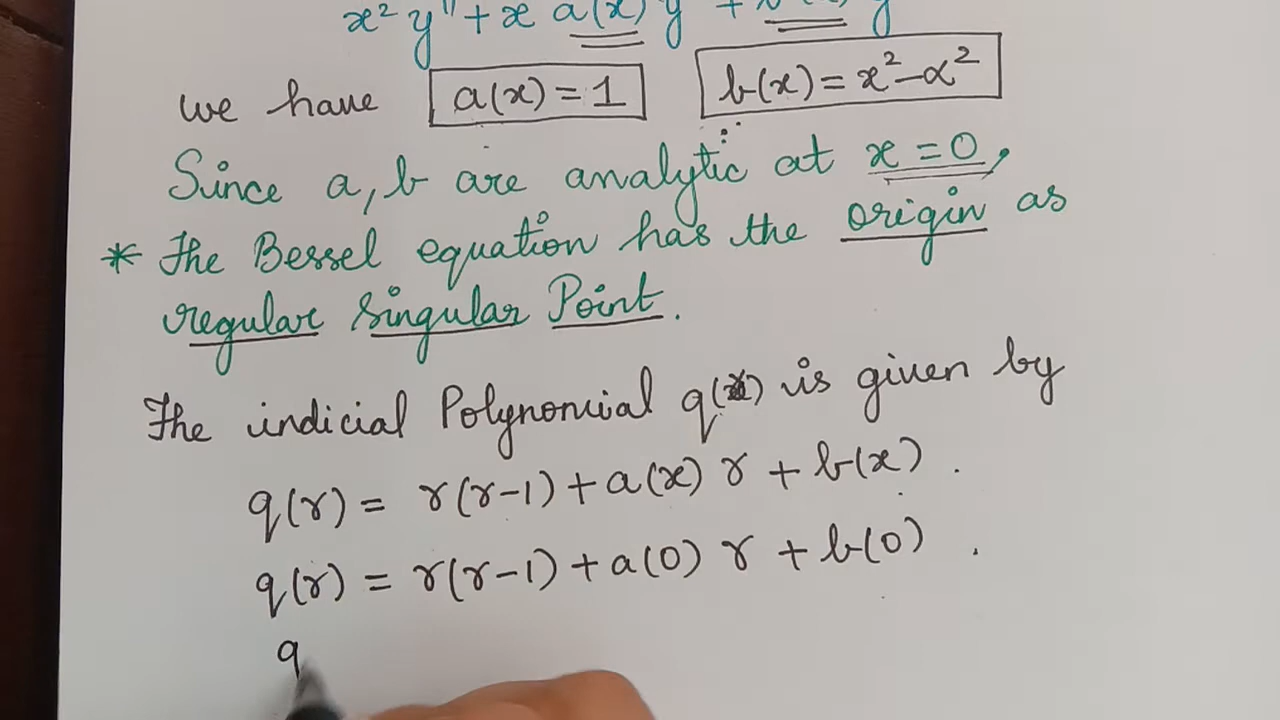 x² y'' + x a(x) y
we have a(x) = 1 b(x) = x² - α²
Since a, b are analytic at x = 0,
* The Bessel equation has the origin as
regular Singular Point.
The indicial Polynomial q( ) is given by
q(r) = r(r-1) + a(x) r + b(x).
q(r) = r(r-1) + a(0) r + b(0).
q